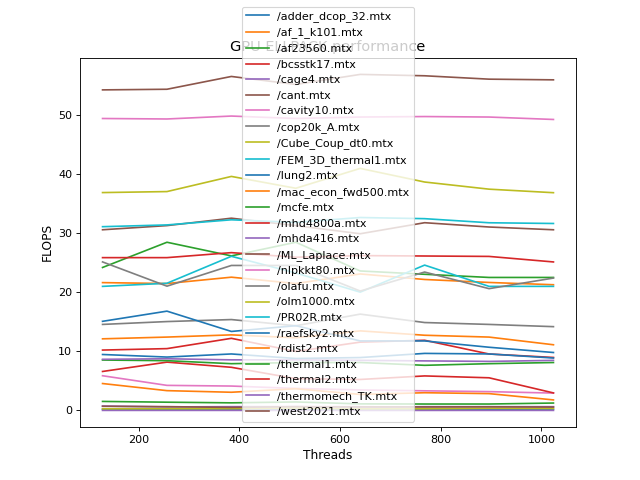 GPU ELLPACK performance
/adder_dcop_32.mtx
/af_1_k101.mtx
/af23560.mtx
/bcsstk17.mtx
/cage4.mtx
/cant.mtx
/cavity10.mtx
/cop20k_A.mtx
/Cube_Coup_dt0.mtx
/FEM_3D_thermal1.mtx
/lung2.mtx
/mac_econ_fwd500.mtx
/mcfe.mtx
/mhd4800a.mtx
/mhda416.mtx
/ML_Laplace.mtx
/nlpkkt80.mtx
/olafu.mtx
/olm1000.mtx
/PR02R.mtx
/raefsky2.mtx
/rdist2.mtx
/thermal1.mtx
/thermal2.mtx
/thermomech_TK.mtx
/west2021.mtx
FLOPS
50
40
30
20
10
0
200
400
600
800
1000
Threads